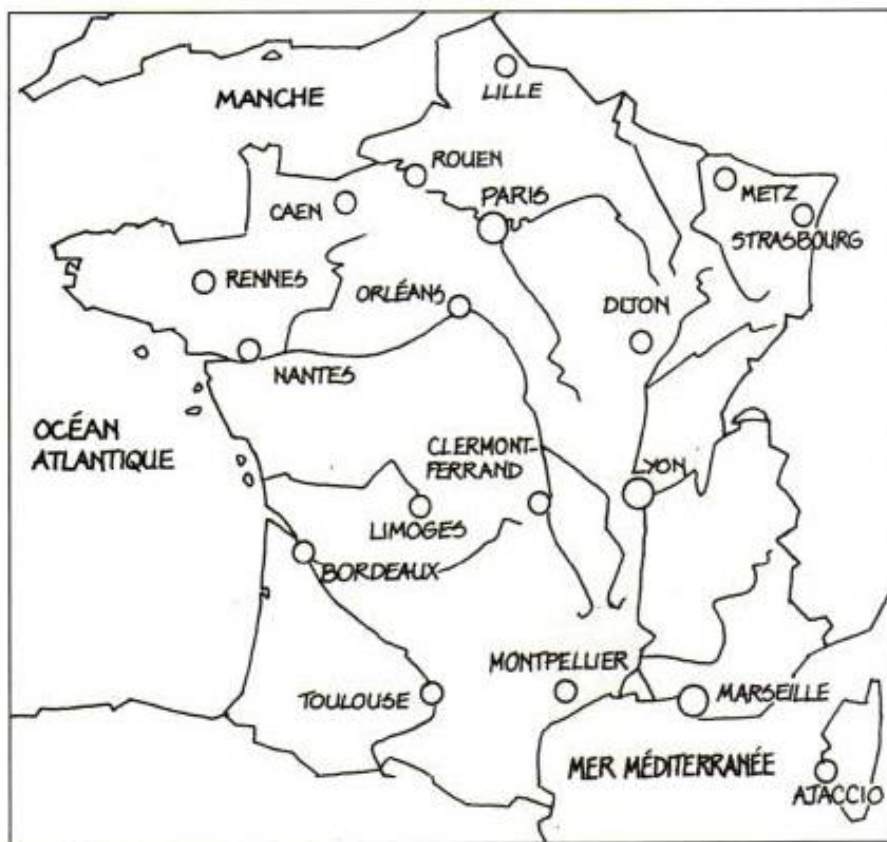 LILLE
MANCHE
ROUEN
PARIS
METZ
CAEN
STRASBOURG
RENNES
ORLÉANS
DIJON
NANTES
OCÉAN
ATLANTIQUE
CLERMONT-
FERRAND
LYON
LIMOGES
BORDEAUX
MONTPELLIER
TOULOUSE
MARSEILLE
MER MÉDITERRANÉE
AJACCIO